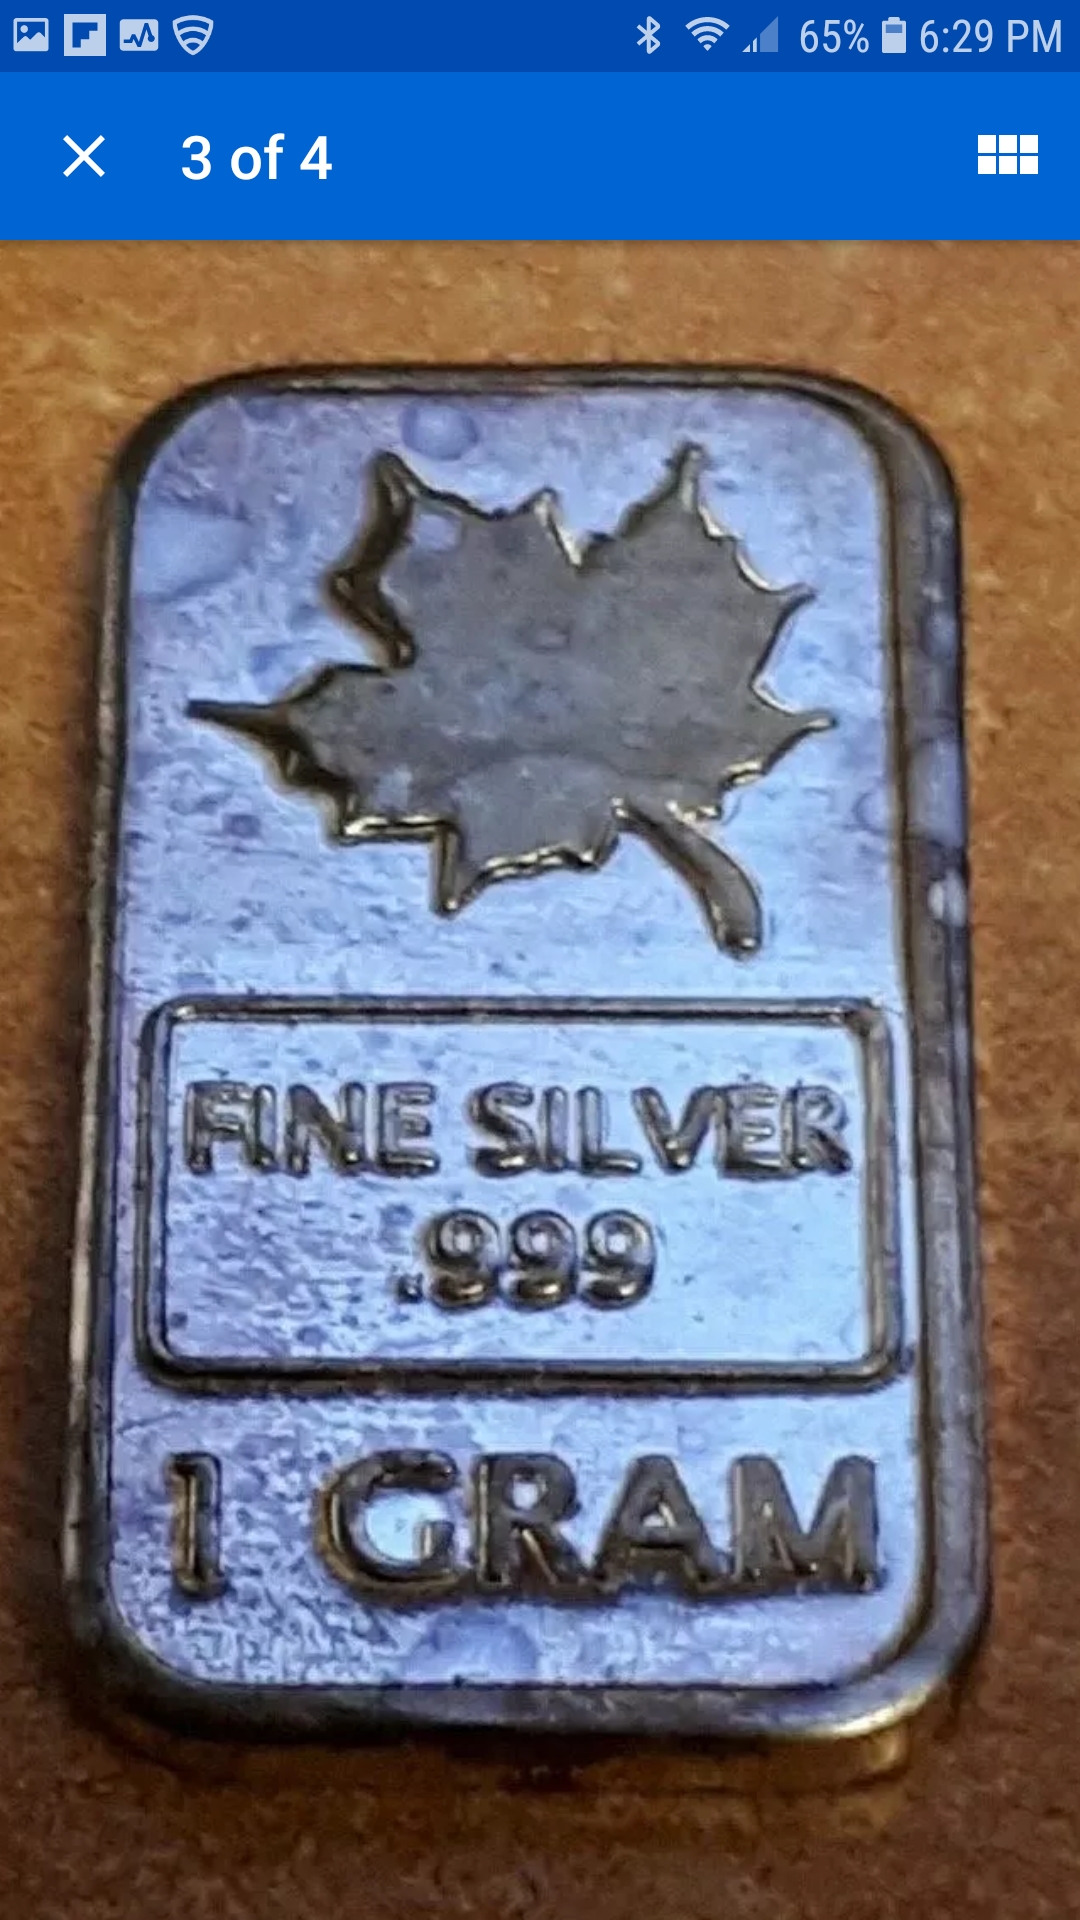 65% 6:29 PM
3 of 4
FINE SILVER
.999
1 GRAM